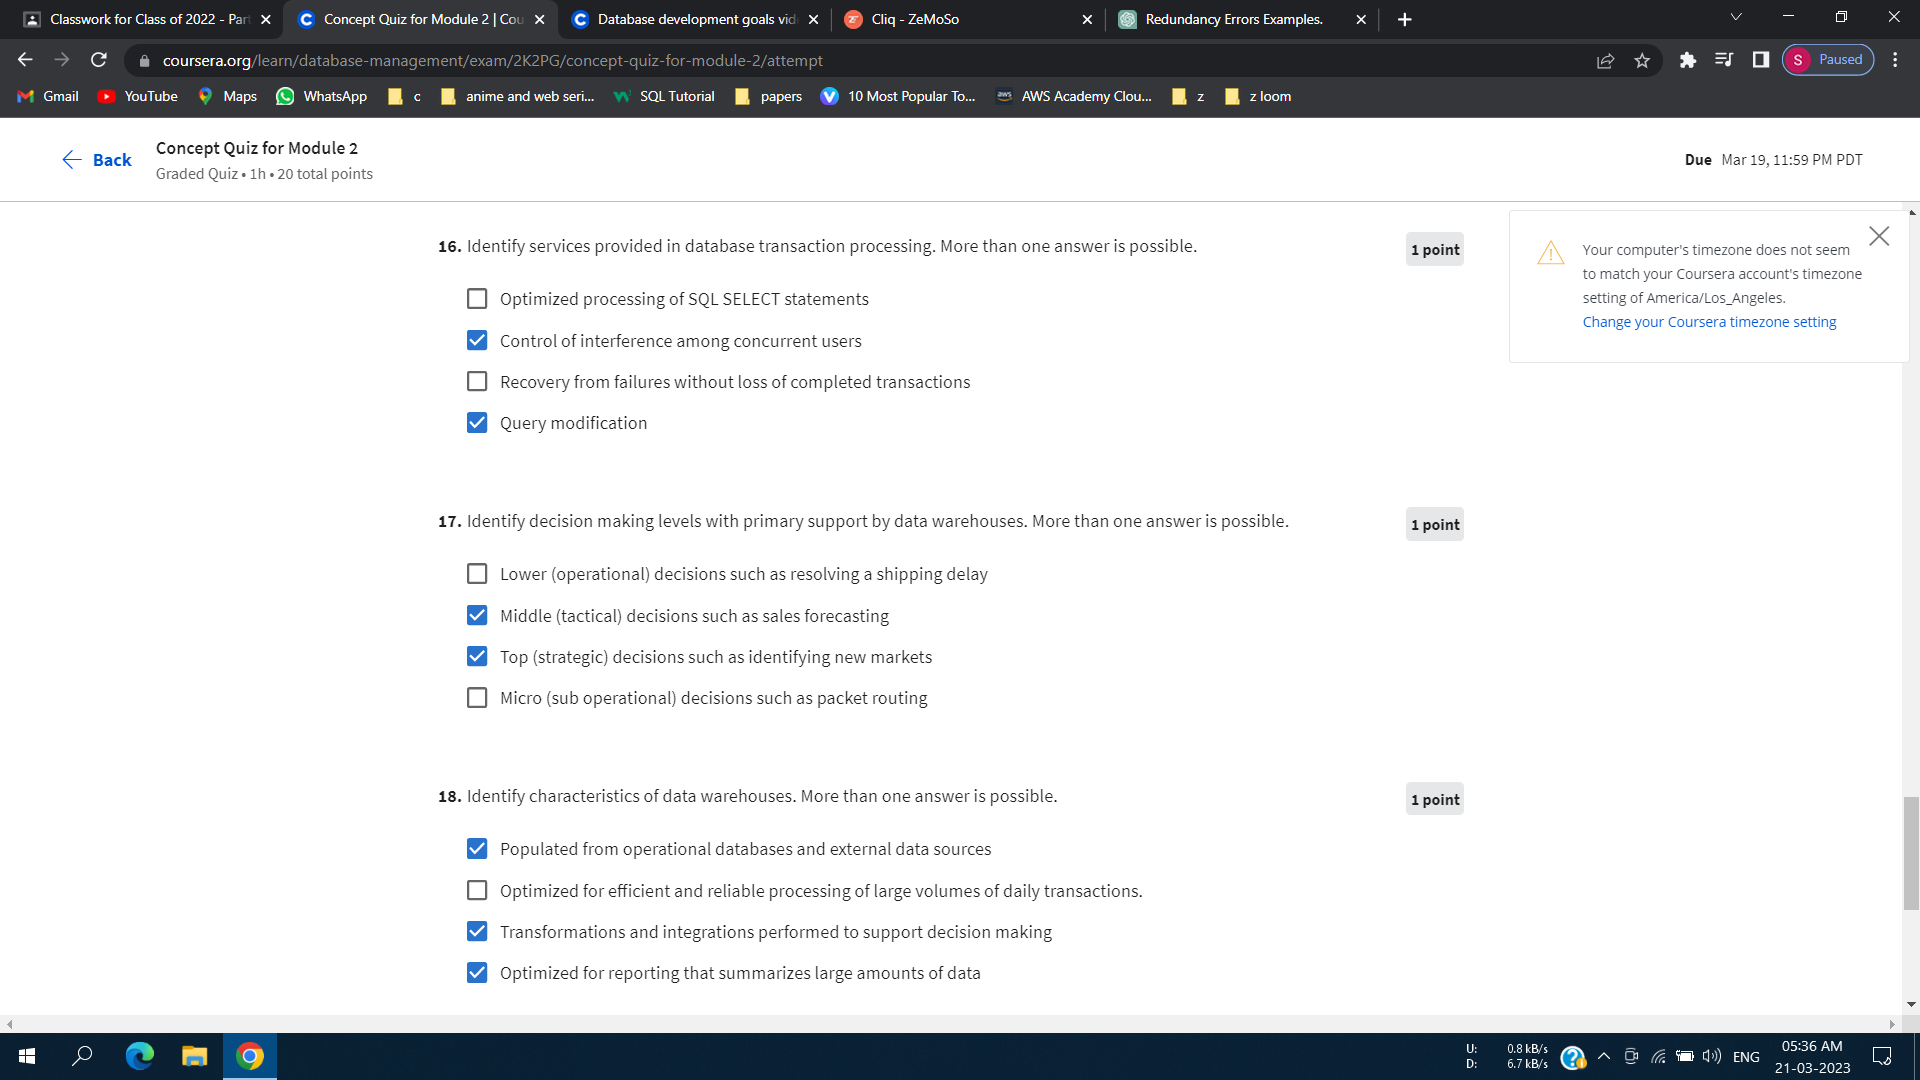 Classwork for Class of 2022 - Part
Concept Quiz for Module 2 | Cou
Database development goals vid
Cliq - ZeMoSo
Redundancy Errors Examples.
coursera.org/learn/database-management/exam/2K2PG/concept-quiz-for-module-2/attempt
S Paused
Gmail YouTube Maps WhatsApp c anime and web seri... SQL Tutorial papers 10 Most Popular To... AWS Academy Clou... z z loom
Back
Concept Quiz for Module 2
Graded Quiz • 1h • 20 total points
Due Mar 19, 11:59 PM PDT
Your computer's timezone does not seem
to match your Coursera account's timezone
setting of America/Los_Angeles.
Change your Coursera timezone setting
16. Identify services provided in database transaction processing. More than one answer is possible.
1 point
Optimized processing of SQL SELECT statements
Control of interference among concurrent users
Recovery from failures without loss of completed transactions
Query modification
17. Identify decision making levels with primary support by data warehouses. More than one answer is possible.
1 point
Lower (operational) decisions such as resolving a shipping delay
Middle (tactical) decisions such as sales forecasting
Top (strategic) decisions such as identifying new markets
Micro (sub operational) decisions such as packet routing
18. Identify characteristics of data warehouses. More than one answer is possible.
1 point
Populated from operational databases and external data sources
Optimized for efficient and reliable processing of large volumes of daily transactions.
Transformations and integrations performed to support decision making
Optimized for reporting that summarizes large amounts of data
U: 0.8 kB/s
D: 6.7 kB/s
ENG
05:36 AM
21-03-2023